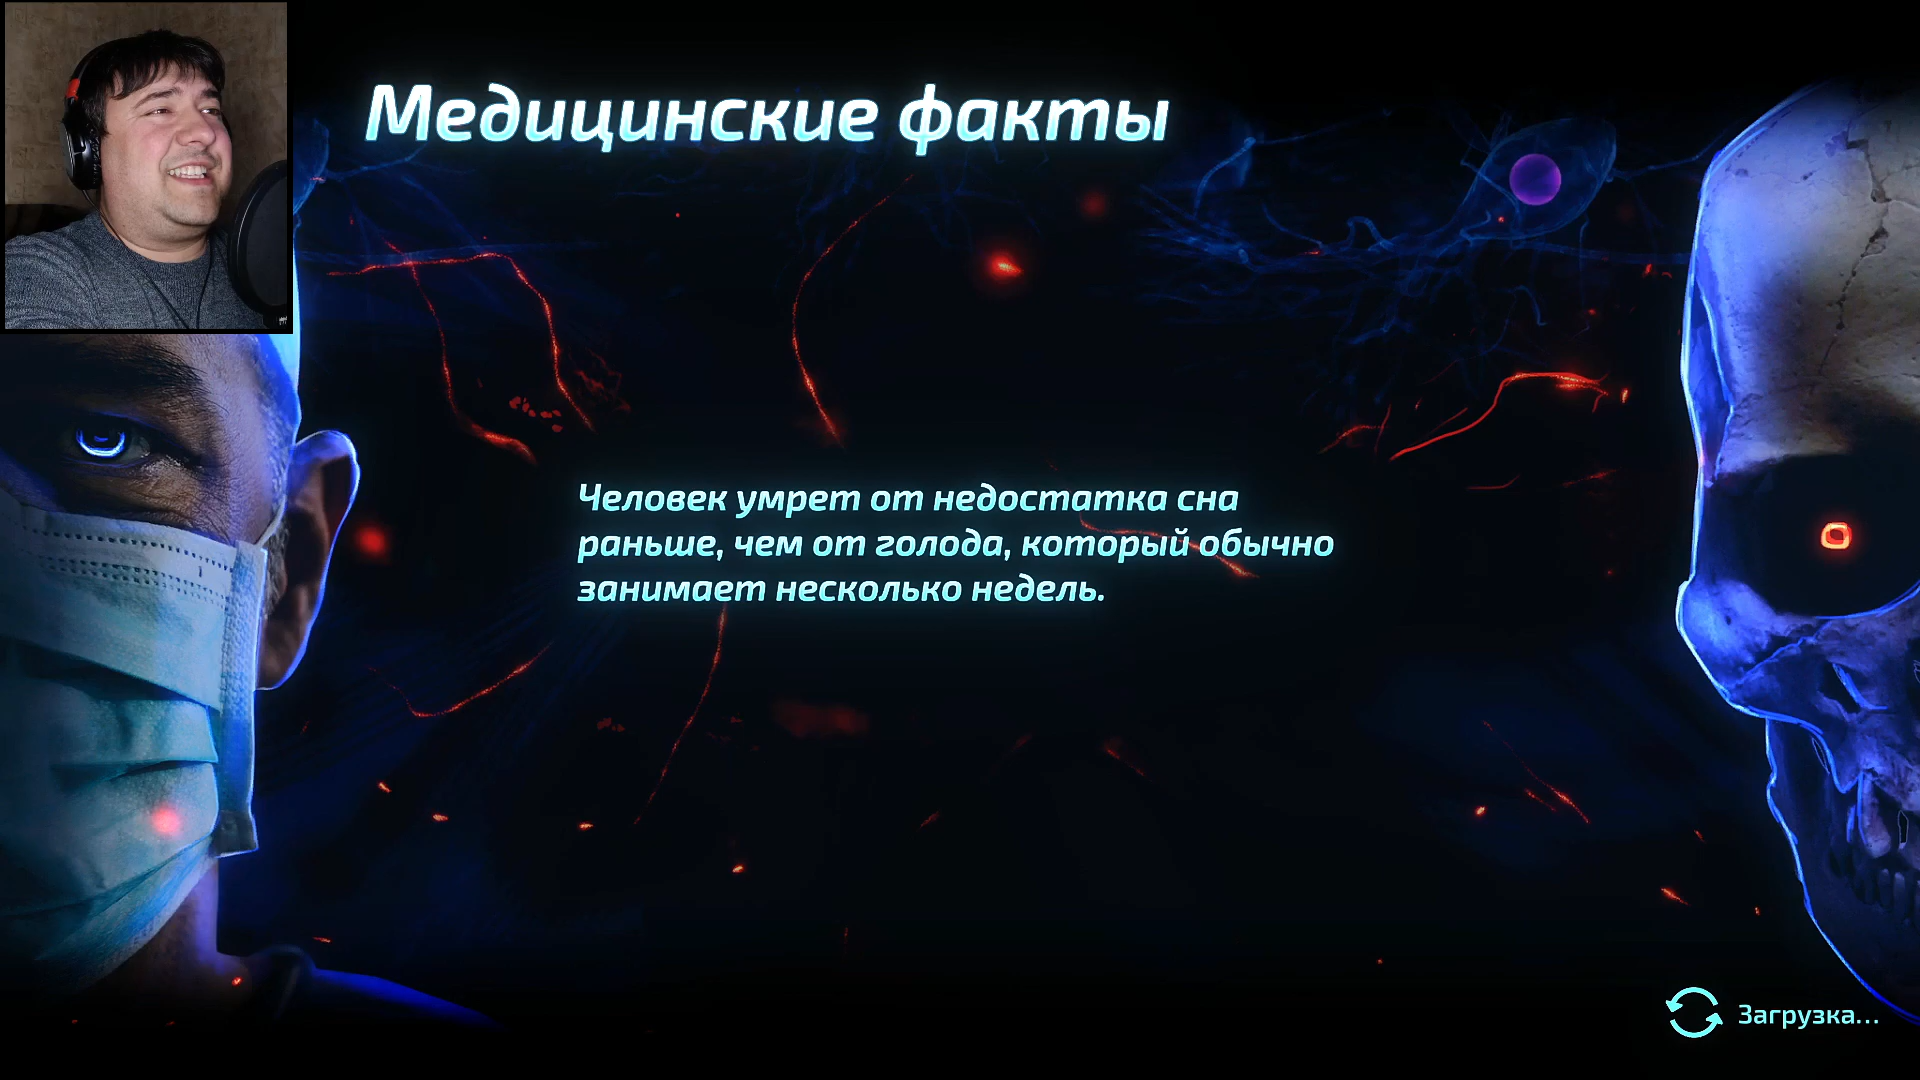 Медицинские факты
Человек умрет от недостатка сна
раньше, чем от голода, который обычно
занимает несколько недель.
Загрузка...